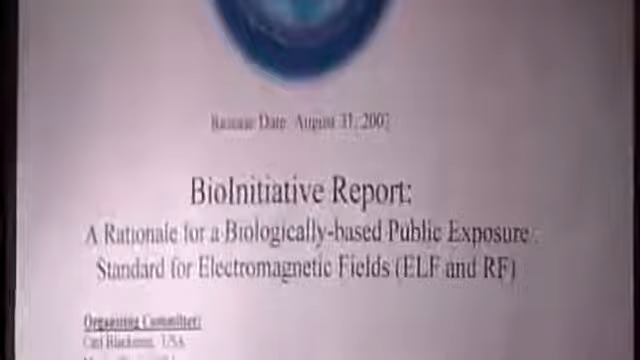 Release Date: August 31, 2007
BioInitiative Report:
A Rationale for a Biologically-based Public Exposure
Standard for Electromagnetic Fields (ELF and RF)
Organizing Committee:
Carl Blackman, USA